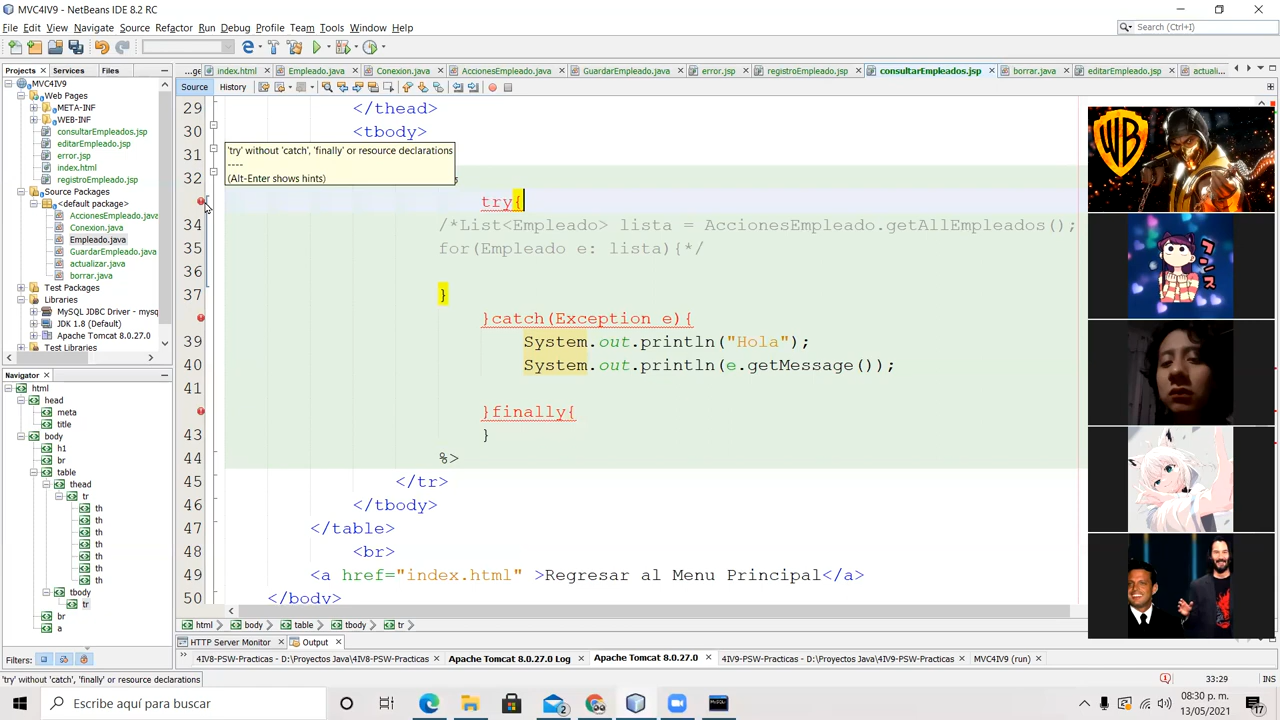 MVC4IV9 - NetBeans IDE 8.2 RC
File Edit View Navigate Source Refactor Run Debug Profile Team Tools Window Help
Search (Ctrl+I)
Projects Services Files
...ge index.html Empleado.java Conexion.java AccionesEmpleado.java GuardarEmpleado.java error.jsp registroEmpleado.jsp consultarEmpleados.jsp borrar.java editarEmpleado.jsp actuali...
Source History
MVC4IV9
Web Pages
META-INF
WEB-INF
consultarEmpleados.jsp
editarEmpleado.jsp
error.jsp
index.html
registroEmpleado.jsp
Source Packages
<default package>
AccionesEmpleado.java
Conexion.java
Empleado.java
GuardarEmpleado.java
actualizar.java
borrar.java
Test Packages
Libraries
MySQL JDBC Driver - mysq
JDK 1.8 (Default)
Apache Tomcat 8.0.27.0
Test Libraries
Navigator
html
head
meta
title
body
h1
br
table
thead
tr
th
th
th
th
th
th
th
tbody
tr
br
a
Filters:
29 </thead>
30 <tbody>
31
'try' without 'catch', 'finally' or resource declarations
----
(Alt-Enter shows hints)
32
try{
34 /*List<Empleado> lista = AccionesEmpleado.getAllEmpleados();
35 for(Empleado e: lista){*/
36
37 }
}catch(Exception e){
39 System.out.println("Hola");
40 System.out.println(e.getMessage());
41
}finally{
43 }
44 %>
45 </tr>
46 </tbody>
47 </table>
48 <br>
49 <a href="index.html" >Regresar al Menu Principal</a>
50 </body>
html body table tbody tr
HTTP Server Monitor Output
4IV8-PSW-Practicas - D:\Proyectos Java\4IV8-PSW-Practicas Apache Tomcat 8.0.27.0 Log Apache Tomcat 8.0.27.0 4IV9-PSW-Practicas - D:\Proyectos Java\4IV9-PSW-Practicas MVC4IV9 (run)
'try' without 'catch', 'finally' or resource declarations
33:29 INS
Escribe aquí para buscar
08:30 p. m.
13/05/2021
2
17
WB
クンス